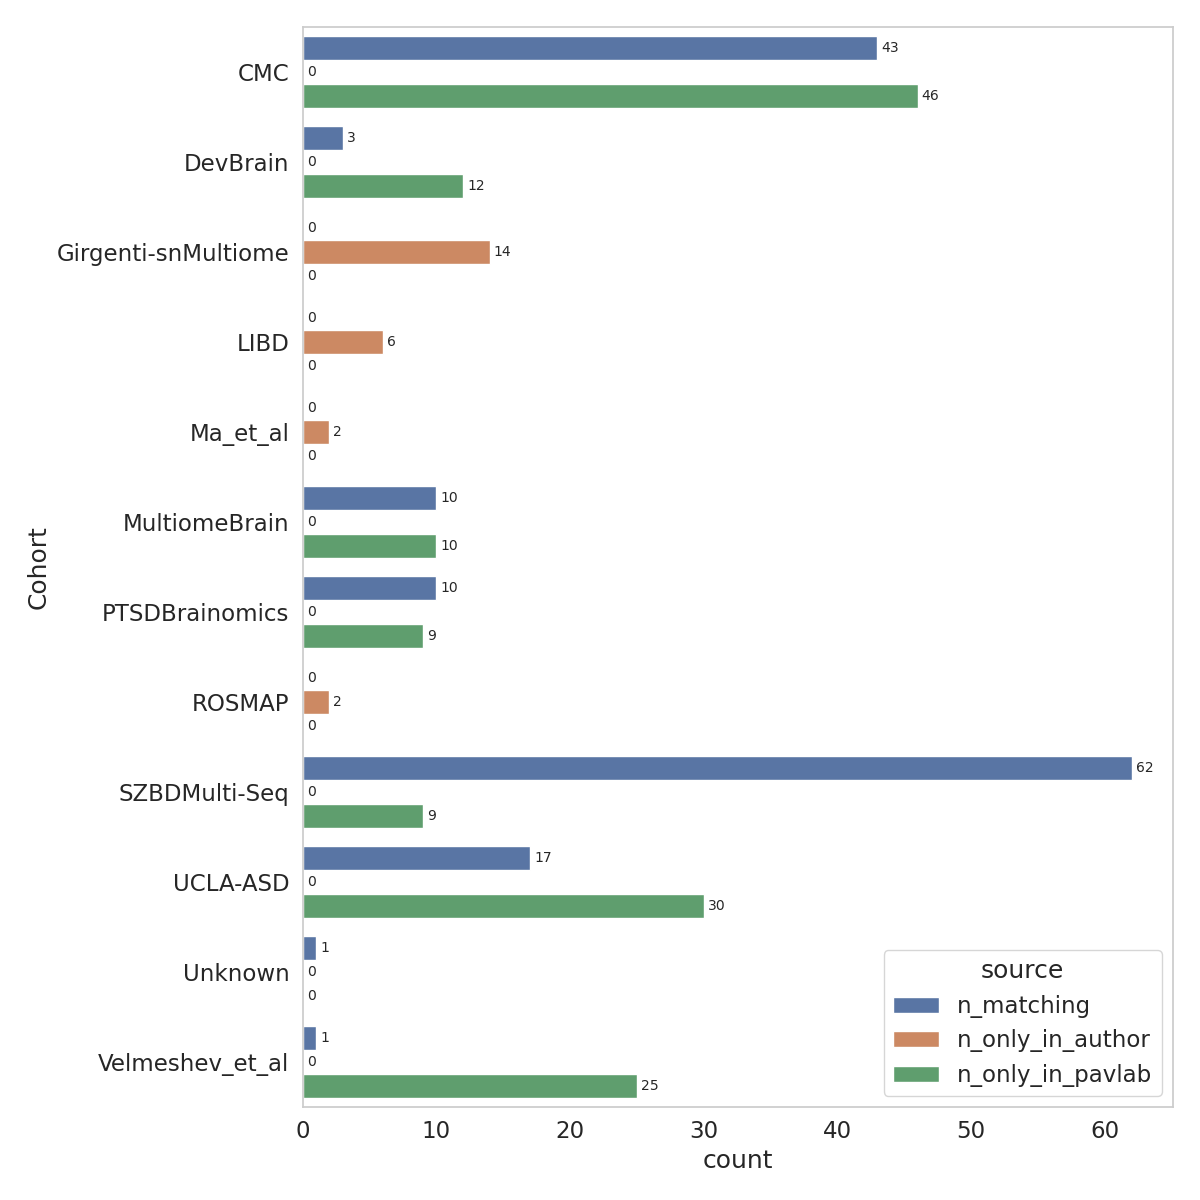 CMC
43
0
46
DevBrain
3
0
12
Girgenti-snMultiome
0
14
0
LIBD
0
6
0
Ma_et_al
0
2
0
MultiomeBrain
10
0
10
PTSDBrainomics
10
0
9
ROSMAP
0
2
0
SZBDMulti-Seq
62
0
9
UCLA-ASD
17
0
30
Unknown
1
0
0
Velmeshev_et_al
1
0
25
Cohort
0 10 20 30 40 50 60
count
source
n_matching
n_only_in_author
n_only_in_pavlab